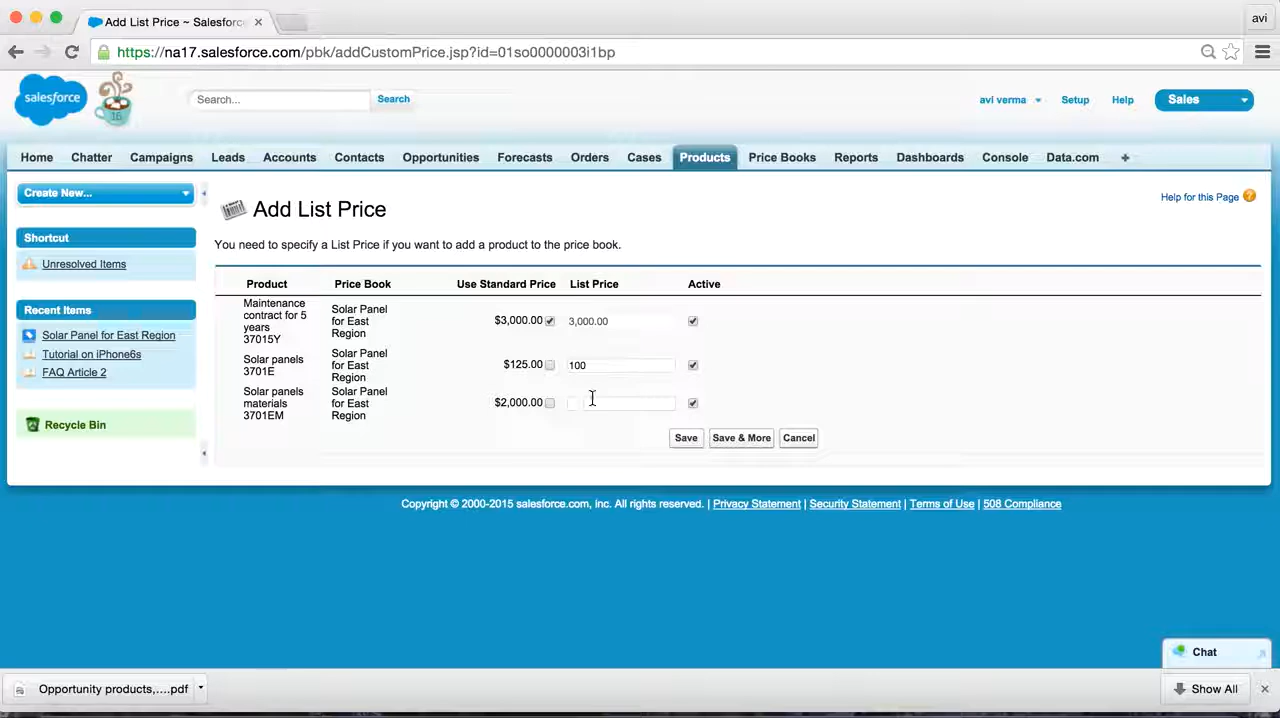 Add List Price ~ Salesforc
avi
https://na17.salesforce.com/pbk/addCustomPrice.jsp?id=01so0000003i1bp
salesforce
16
Search...
Search
avi verma
Setup
Help
Sales
Home
Chatter
Campaigns
Leads
Accounts
Contacts
Opportunities
Forecasts
Orders
Cases
Products
Price Books
Reports
Dashboards
Console
Data.com
+
Create New...
Shortcut
Unresolved Items
Recent Items
Solar Panel for East Region
Tutorial on iPhone6s
FAQ Article 2
Recycle Bin
Add List Price
Help for this Page
You need to specify a List Price if you want to add a product to the price book.
Product Price Book Use Standard Price List Price Active
Maintenance
contract for 5
years
37015Y
Solar Panel
for East
Region
$3,000.00
3,000.00
Solar panels
3701E
Solar Panel
for East
Region
$125.00
100
Solar panels
materials
3701EM
Solar Panel
for East
Region
$2,000.00
Save
Save & More
Cancel
Copyright © 2000-2015 salesforce.com, inc. All rights reserved. | Privacy Statement | Security Statement | Terms of Use | 508 Compliance
Chat
Opportunity products,....pdf
Show All